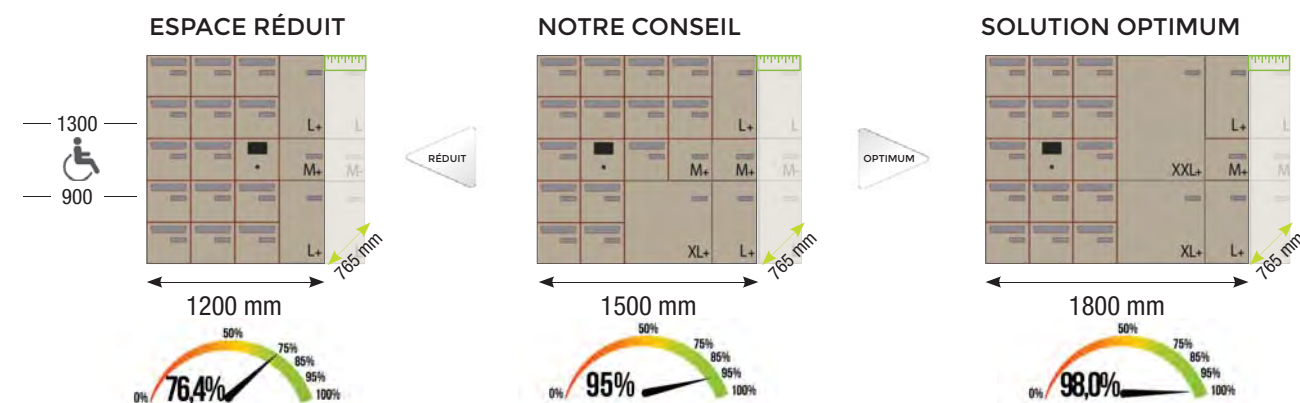 ESPACE RÉDUIT
1300
900
L+
L
M+
M-
L+
765 mm
1200 mm
0%
50%
75%
85%
95%
100%
76,4%
RÉDUIT
NOTRE CONSEIL
L+
L
M+
M+
M
XL+
L+
765 mm
1500 mm
0%
50%
75%
85%
95%
100%
95%
OPTIMUM
SOLUTION OPTIMUM
L+
L
XXL+
M+
M
XL+
L+
765 mm
1800 mm
0%
50%
75%
85%
95%
100%
98,0%